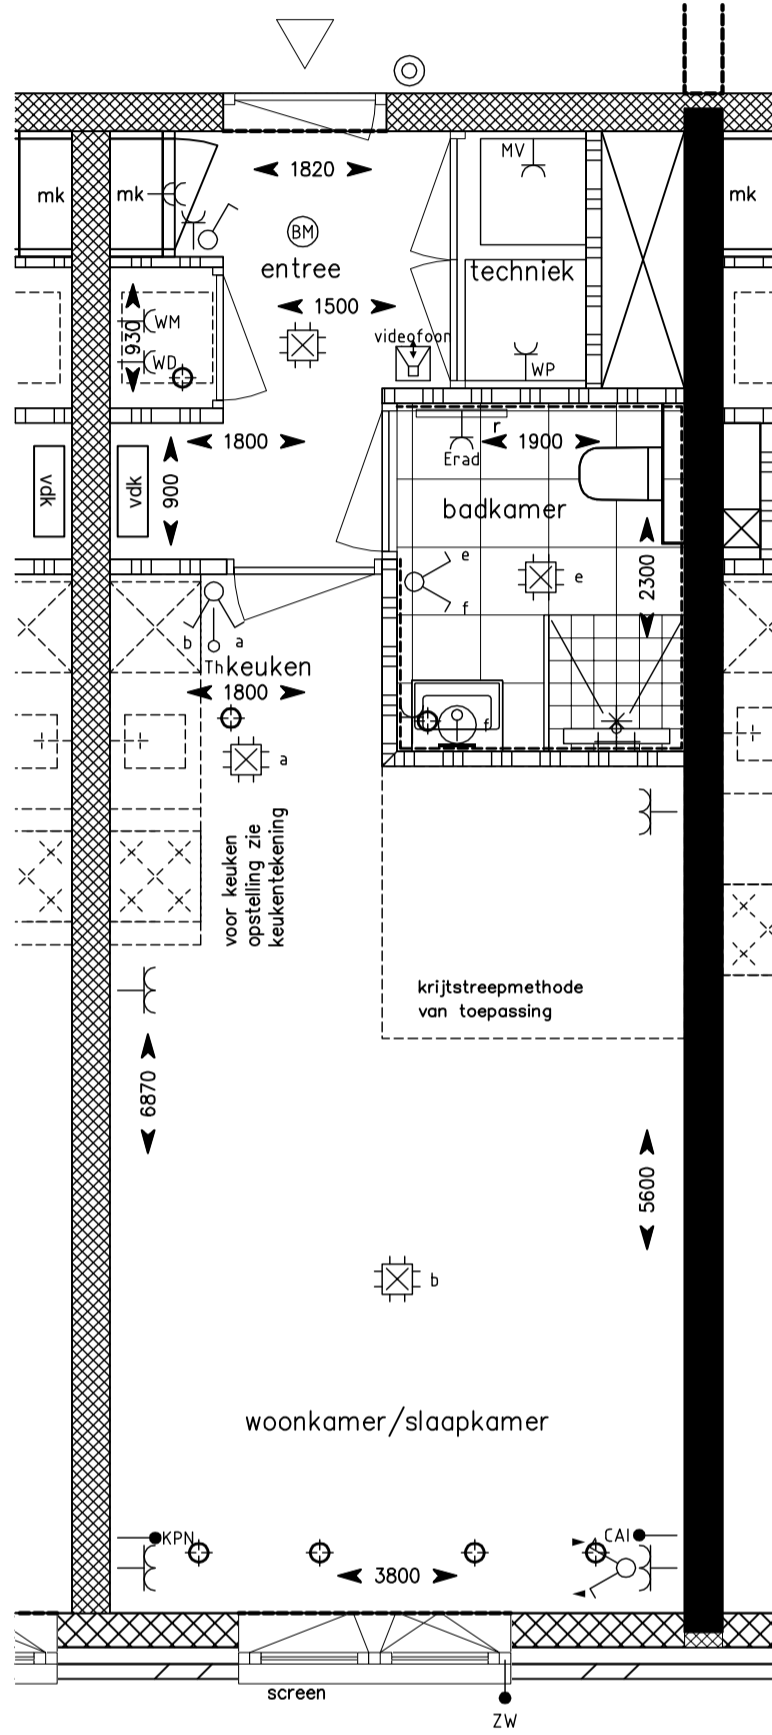 MV
1820
mk
mk
mk
BM
entree
techniek
1500
WM
930
videofoon
WD
WP
r
1800
1900
Erad
vdk
vdk
900
badkamer
e
e
2300
f
b
a
Th
keuken
1800
f
a
voor keuken
opstelling zie
keukentekening
krijtstreepmethode
van toepassing
6870
5600
b
woonkamer/slaapkamer
KPN
CAI
3800
screen
ZW